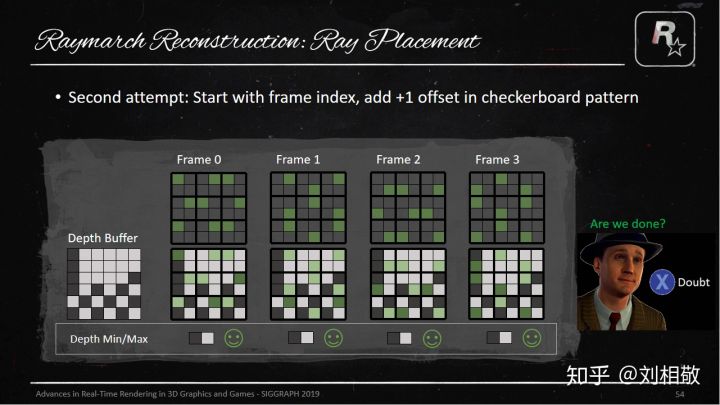 Raymarch Reconstruction: Ray Placement
R
• Second attempt: Start with frame index, add +1 offset in checkerboard pattern
Frame 0
Frame 1
Frame 2
Frame 3
Are we done?
Depth Buffer
X Doubt
Depth Min/Max
知乎 @刘相敬
Advances in Real-Time Rendering in 3D Graphics and Games - SIGGRAPH 2019
54